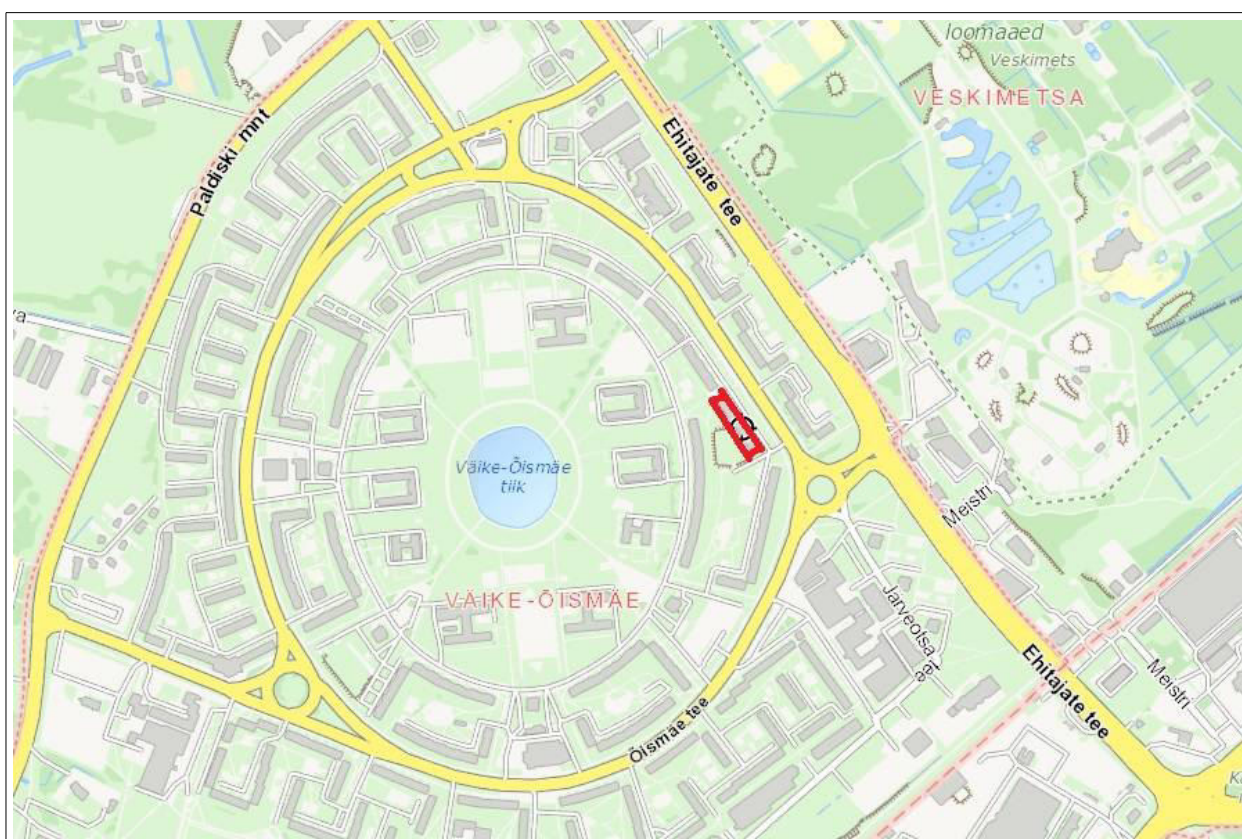 loomaaed
Veskimets
VESKIMETSA
Paldiski mnt
Ehitajate tee
Väike-Õismäe
tiik
Meistri
VÄIKE-ÕISMÄE
Järveotsa
tee
Ehitajate tee
Meistri
Õismäe tee